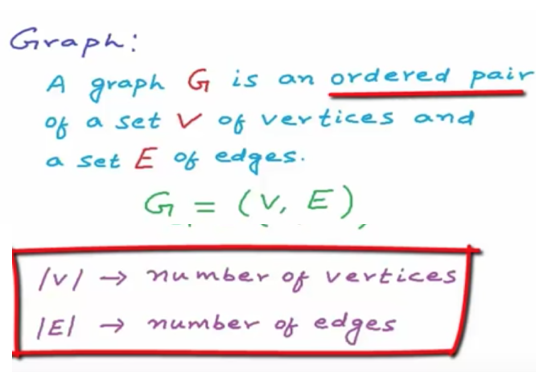 Graph:
A graph G is an ordered pair
of a set V of vertices and
a set E of edges.
G = (V, E)
|V| → number of vertices
|E| → number of edges